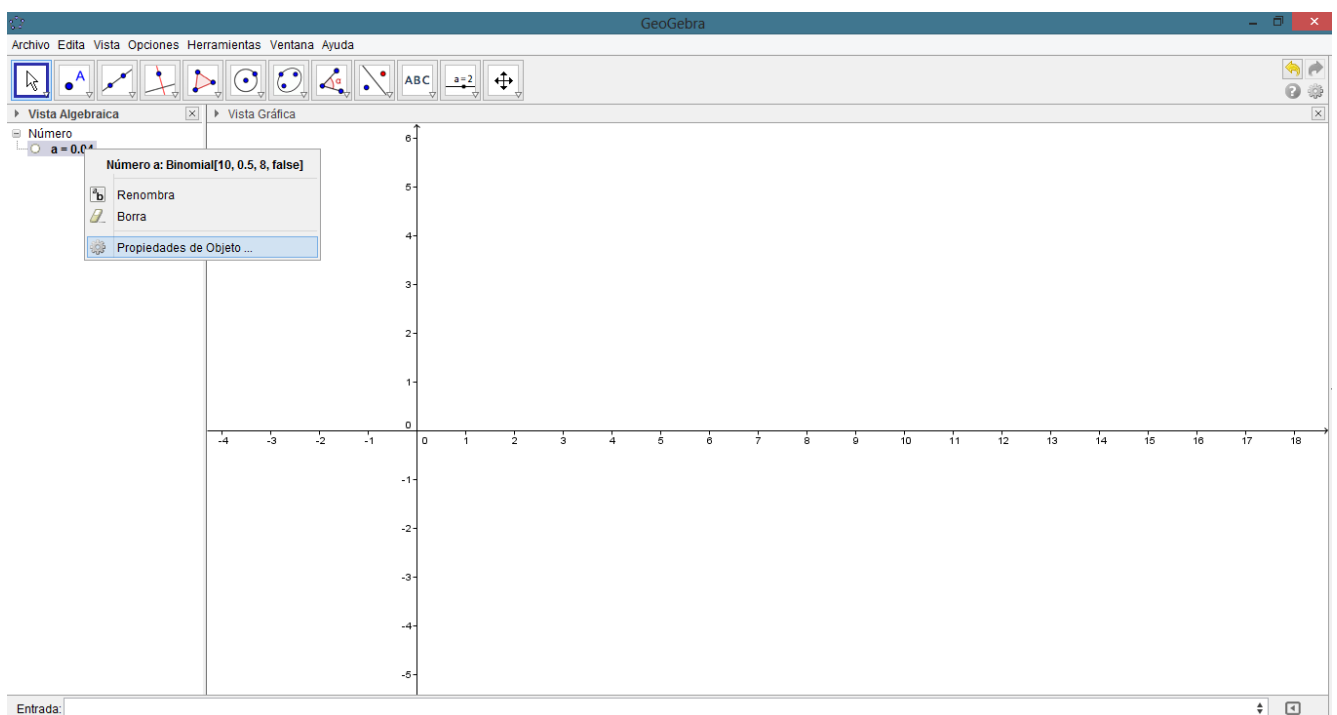 GeoGebra
Archivo Edita Vista Opciones Herramientas Ventana Ayuda
A
α
ABC
a=2
Vista Algebraica
Vista Gráfica
Número
a = 0.04
Número a: Binomial[10, 0.5, 8, false]
Renombra
Borra
Propiedades de Objeto ...
6
5
4
3
2
1
0
-4 -3 -2 -1 0 1 2 3 4 5 6 7 8 9 10 11 12 13 14 15 16 17 18
-1
-2
-3
-4
-5
Entrada: